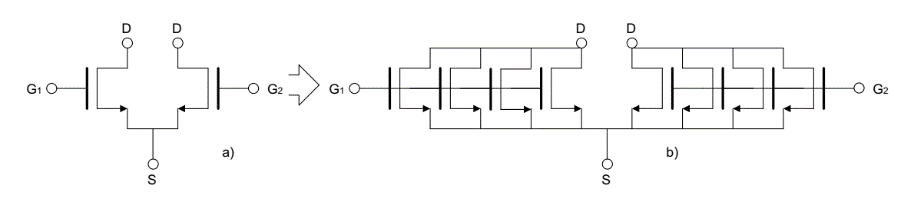 D D D D
G1 G2 G1 G2
a) b)
S S